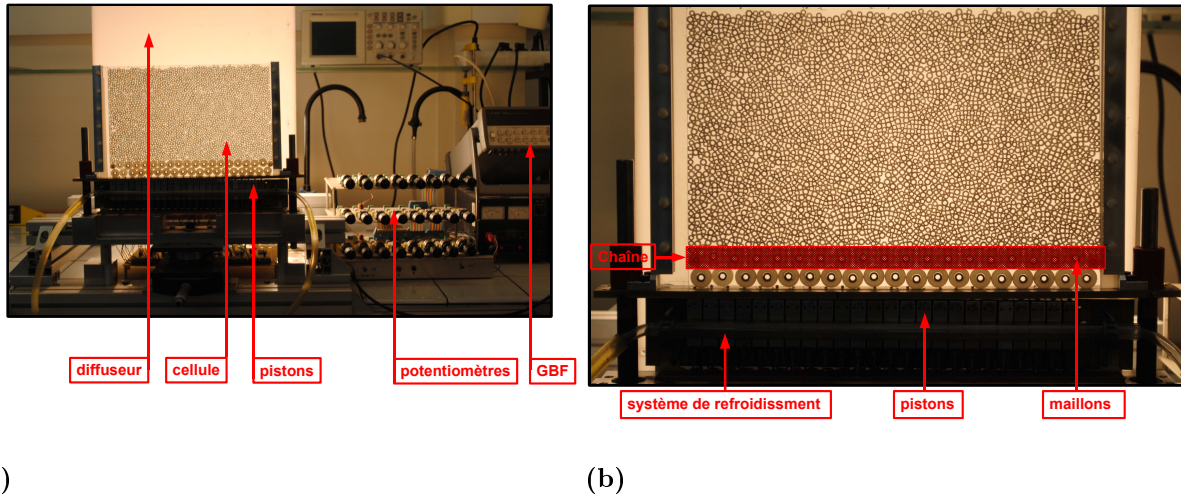 diffuseur
cellule
pistons
potentiomètres
GBF
Chaîne
système de refroidissment
pistons
maillons
)
(b)